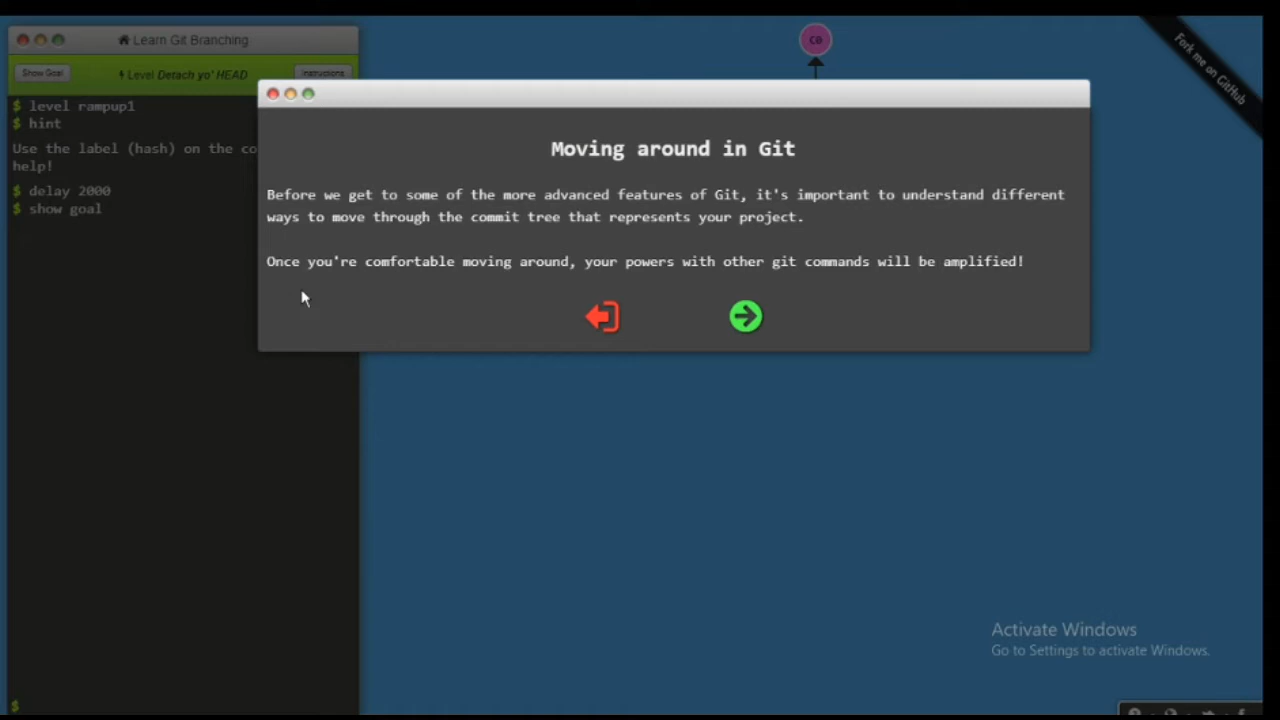 Learn Git Branching
Show Goal
Level Detach yo' HEAD
Instructions
$ level rampup1
$ hint
Use the label (hash) on the co
help!
$ delay 2000
$ show goal
$
c0
Fork me on GitHub
Moving around in Git
Before we get to some of the more advanced features of Git, it's important to understand different
ways to move through the commit tree that represents your project.
Once you're comfortable moving around, your powers with other git commands will be amplified!
Activate Windows
Go to Settings to activate Windows.